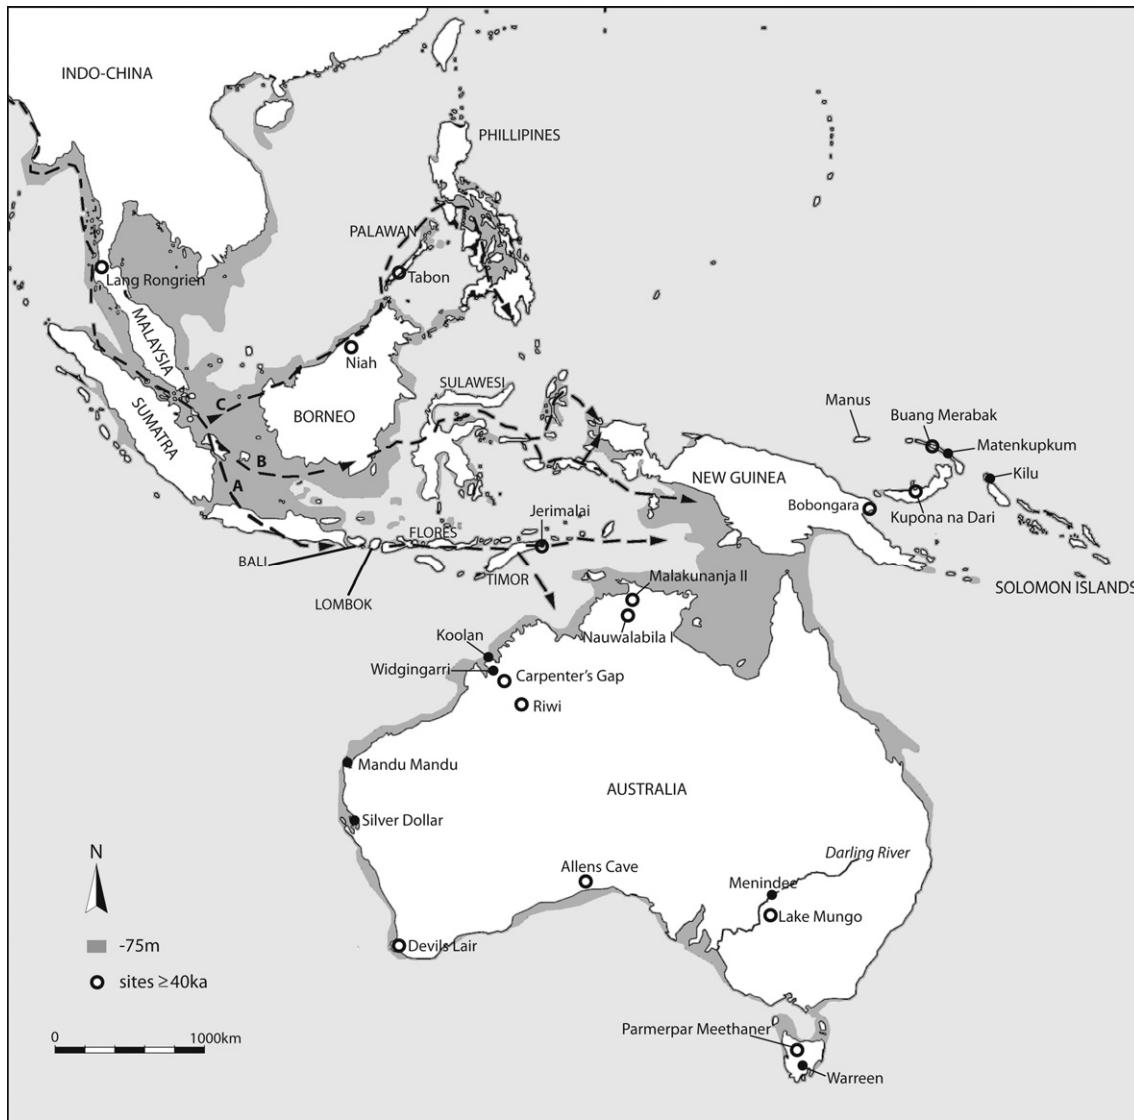 INDO-CHINA
PHILLIPINES
PALAWAN
Tabon
Lang Rongrien
MALAYSIA
Niah
SUMATRA
SULAWESI
C
BORNEO
B
A
Manus
Buang Merabak
Matenkupkum
NEW GUINEA
Kilu
Bobongara
Kupona na Dari
Jerimalai
FLORES
BALI
TIMOR
LOMBOK
SOLOMON ISLANDS
Malakunanja II
Nauwalabila I
Koolan
Widgingarri
Carpenter's Gap
Riwi
Mandu Mandu
AUSTRALIA
Silver Dollar
Darling River
Allens Cave
Menindee
Lake Mungo
Devils Lair
N
-75m
sites ≥40ka
0 1000km
Parmerpar Meethaner
Warreen